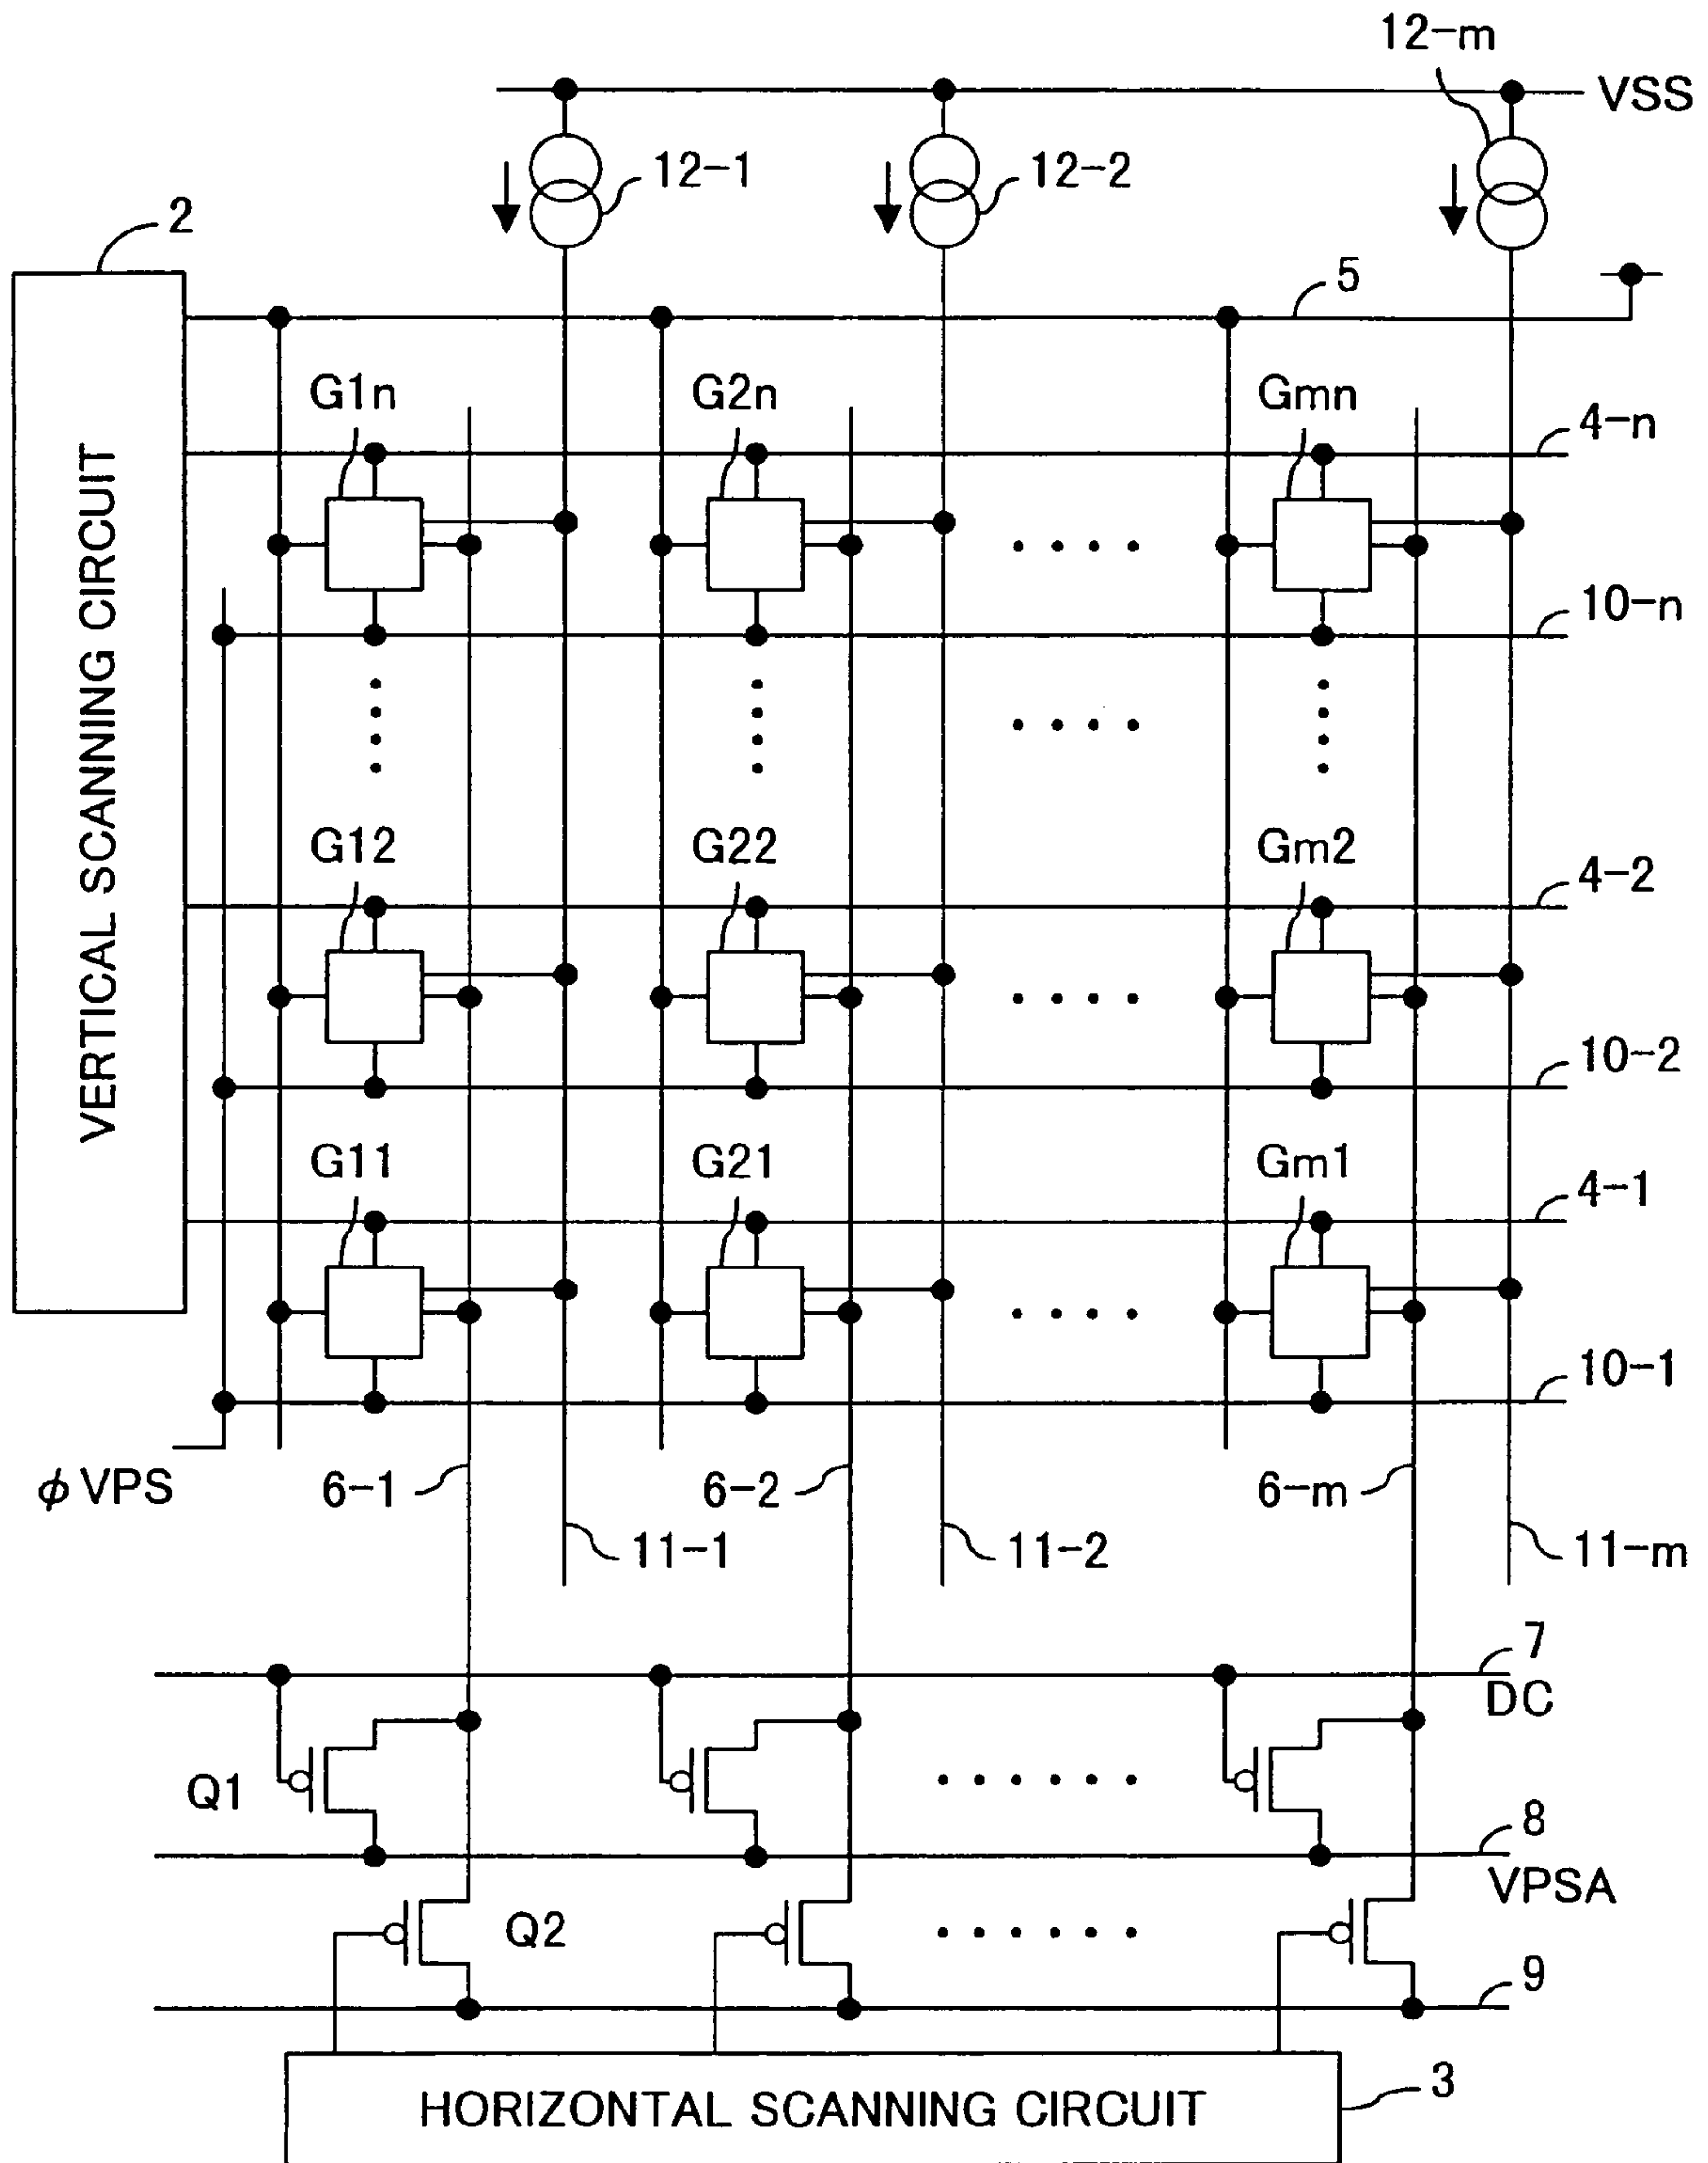 12-m
VSS
12-1
12-2
2
5
G1n
G2n
Gmn
4-n
VERTICAL SCANNING CIRCUIT
10-n
G12
G22
Gm2
4-2
10-2
G11
G21
Gm1
4-1
10-1
φVPS
6-1
6-2
6-m
11-1
11-2
11-m
7
DC
Q1
8
VPSA
Q2
9
3
HORIZONTAL SCANNING CIRCUIT